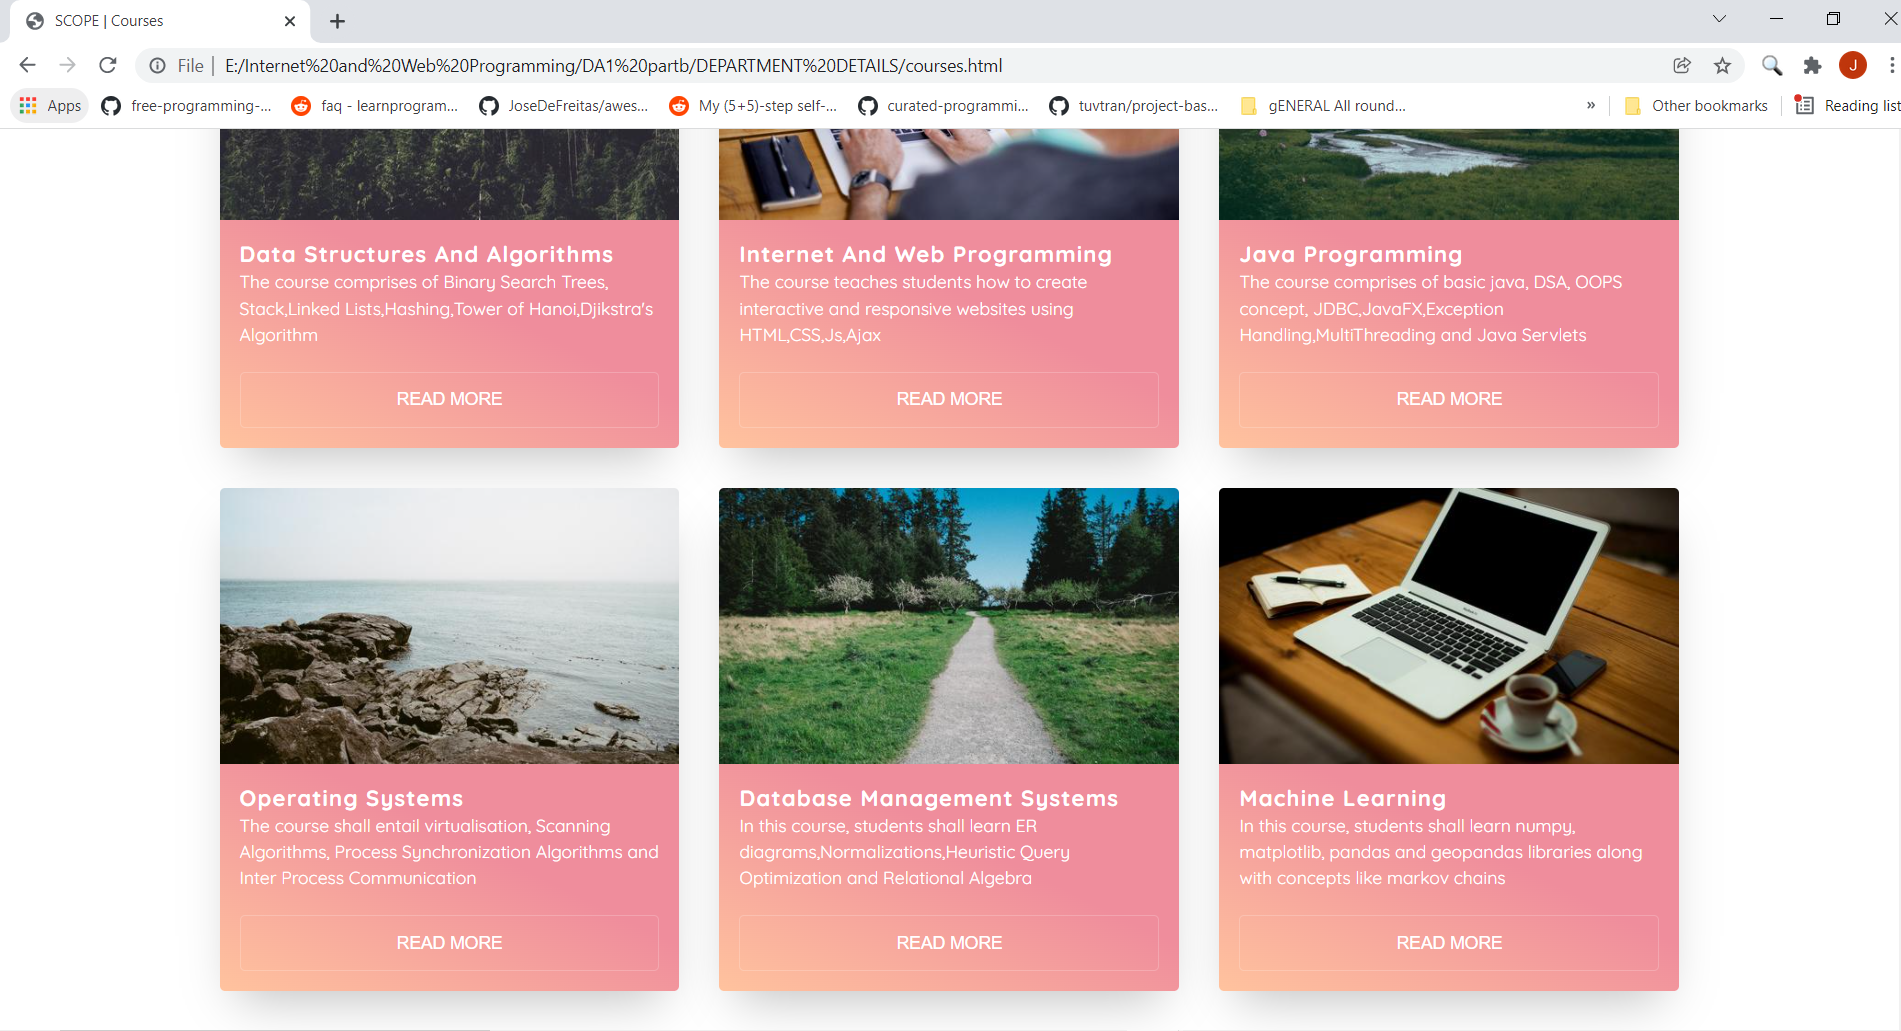 SCOPE | Courses
File | E:/Internet%20and%20Web%20Programming/DA1%20partb/DEPARTMENT%20DETAILS/courses.html
J
Apps free-programming-... faq - learnprogram... JoseDeFreitas/awes... My (5+5)-step self-... curated-programmi... tuvtran/project-bas... gENERAL All round... » Other bookmarks Reading list
Data Structures And Algorithms
The course comprises of Binary Search Trees,
Stack,Linked Lists,Hashing,Tower of Hanoi,Djikstra's
Algorithm
READ MORE
Internet And Web Programming
The course teaches students how to create
interactive and responsive websites using
HTML,CSS,Js,Ajax
READ MORE
Java Programming
The course comprises of basic java, DSA, OOPS
concept, JDBC,JavaFX,Exception
Handling,MultiThreading and Java Servlets
READ MORE
Operating Systems
The course shall entail virtualisation, Scanning
Algorithms, Process Synchronization Algorithms and
Inter Process Communication
READ MORE
Database Management Systems
In this course, students shall learn ER
diagrams,Normalizations,Heuristic Query
Optimization and Relational Algebra
READ MORE
Machine Learning
In this course, students shall learn numpy,
matplotlib, pandas and geopandas libraries along
with concepts like markov chains
READ MORE